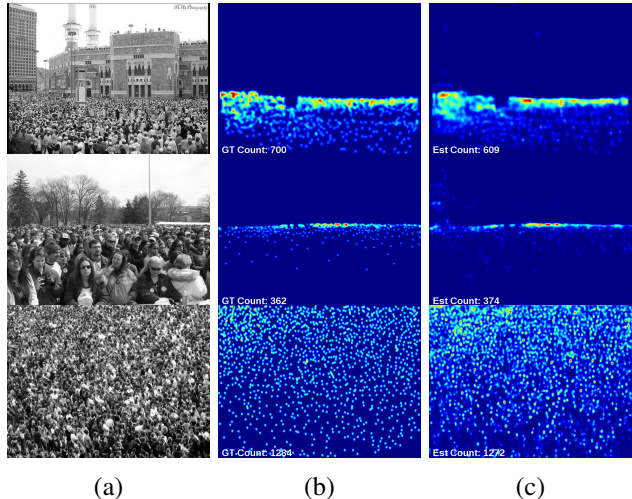 GT Count: 700
Est Count: 609
GT Count: 362
Est Count: 374
GT Count: 1284
Est Count: 1272
(a)
(b)
(c)